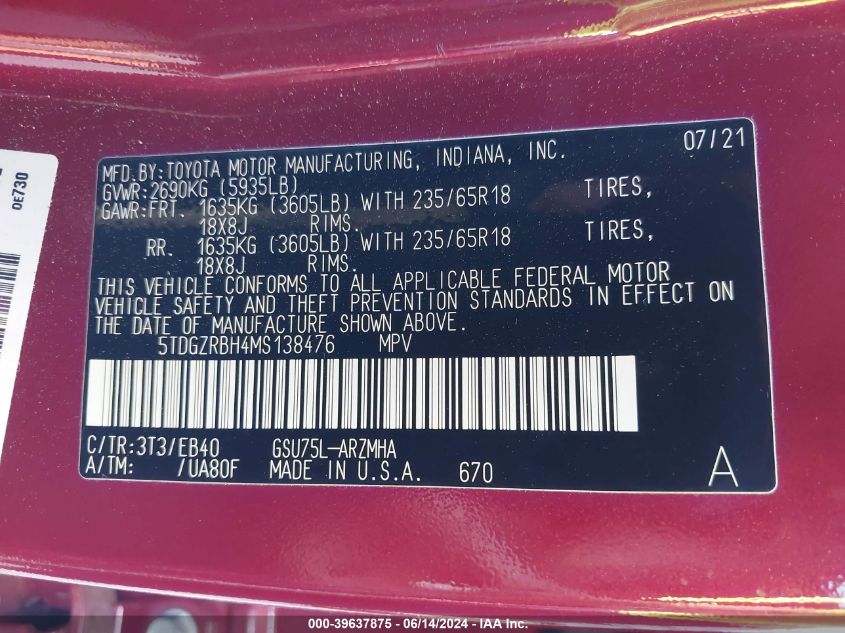 MFD.BY:TOYOTA MOTOR MANUFACTURING, INDIANA, INC. 07/21
GVWR:2690KG (5935LB)
GAWR:FRT. 1635KG (3605LB) WITH 235/65R18 TIRES,
18X8J RIMS.
RR. 1635KG (3605LB) WITH 235/65R18 TIRES,
18X8J RIMS.
THIS VEHICLE CONFORMS TO ALL APPLICABLE FEDERAL MOTOR
VEHICLE SAFETY AND THEFT PREVENTION STANDARDS IN EFFECT ON
THE DATE OF MANUFACTURE SHOWN ABOVE.
5TDGZRBH4MS138476 MPV
C/TR:3T3/EB40 GSU75L-ARZMHA
A/TM: /UA80F MADE IN U.S.A. 670 A
0E730
000-39637875 - 06/14/2024 - IAA Inc.